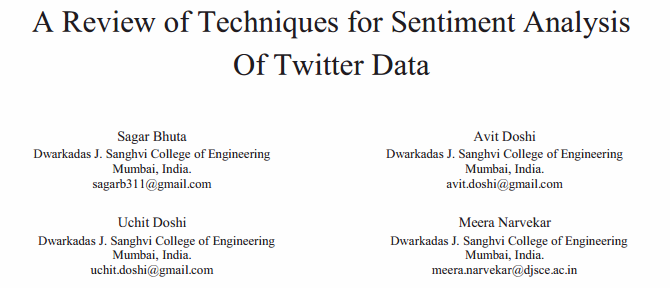 A Review of Techniques for Sentiment Analysis
Of Twitter Data
Sagar Bhuta
Dwarkadas J. Sanghvi College of Engineering
Mumbai, India.
sagarb311@gmail.com
Avit Doshi
Dwarkadas J. Sanghvi College of Engineering
Mumbai, India.
avit.doshi@gmail.com
Uchit Doshi
Dwarkadas J. Sanghvi College of Engineering
Mumbai, India.
uchit.doshi@gmail.com
Meera Narvekar
Dwarkadas J. Sanghvi College of Engineering
Mumbai, India.
meera.narvekar@djsce.ac.in